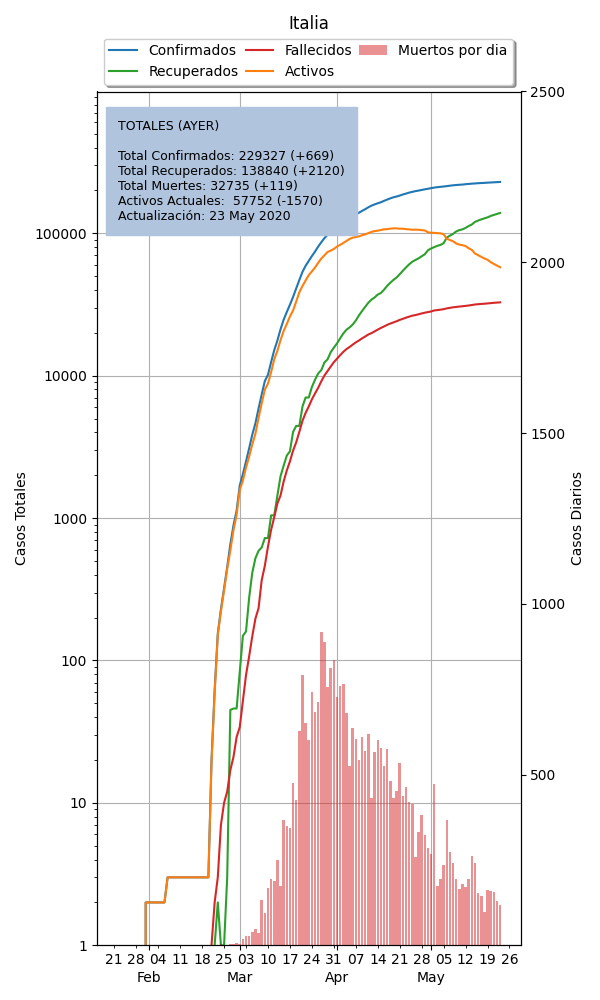 Italia
Confirmados Fallecidos Muertos por dia
Recuperados Activos
TOTALES (AYER)
Total Confirmados: 229327 (+669)
Total Recuperados: 138840 (+2120)
Total Muertes: 32735 (+119)
Activos Actuales:  57752 (-1570)
Actualización: 23 May 2020
Casos Totales
100000
10000
1000
100
10
1
2500
2000
1500
1000
500
Casos Diarios
21 28 04 11 18 25 03 10 17 24 31 07 14 21 28 05 12 19 26
Feb Mar Apr May